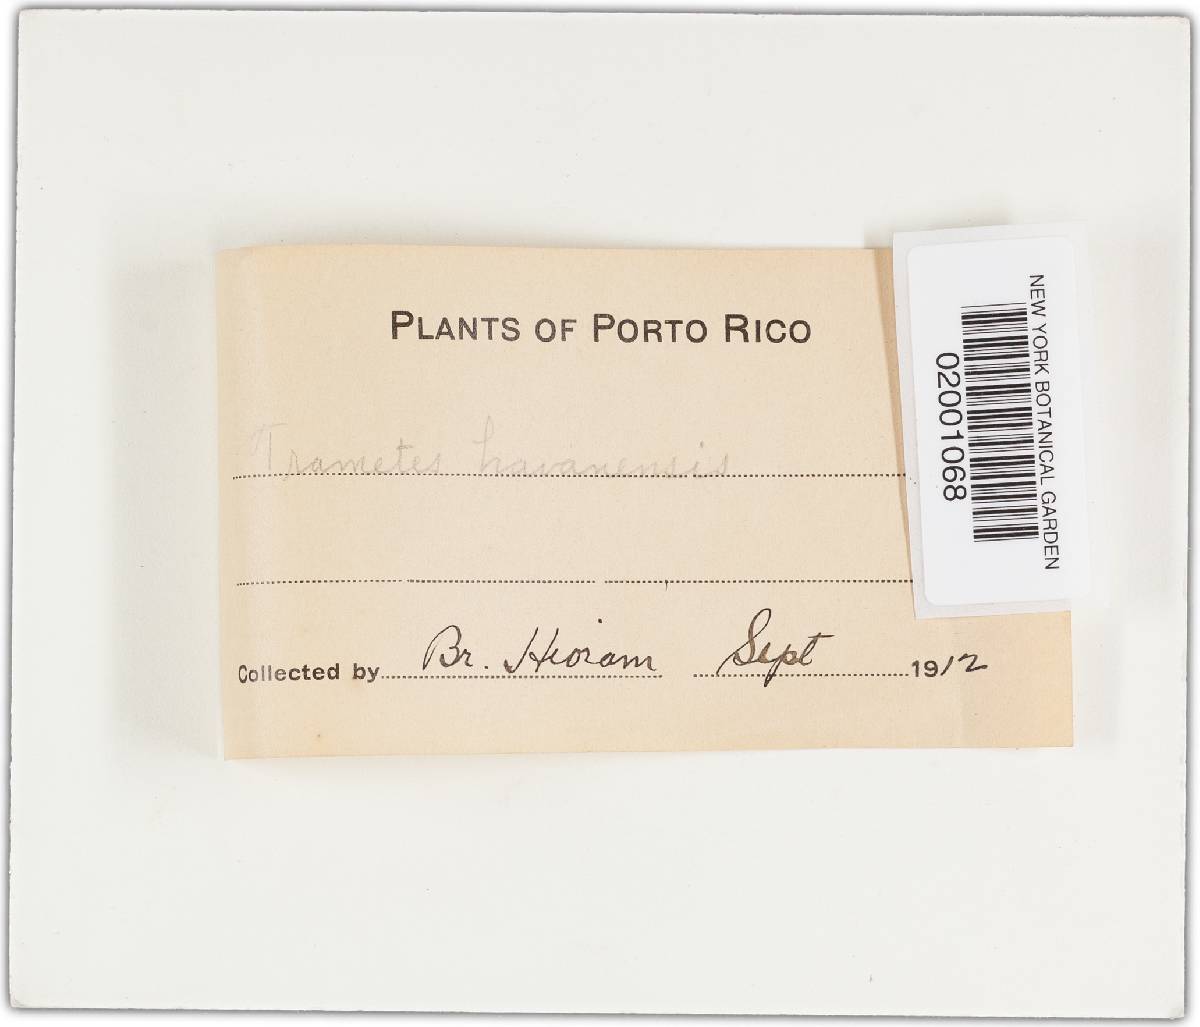 PLANTS OF PORTO RICO
Trametes havanensis
Collected by Br. Hioram Sept 1912
NEW YORK BOTANICAL GARDEN
02001068